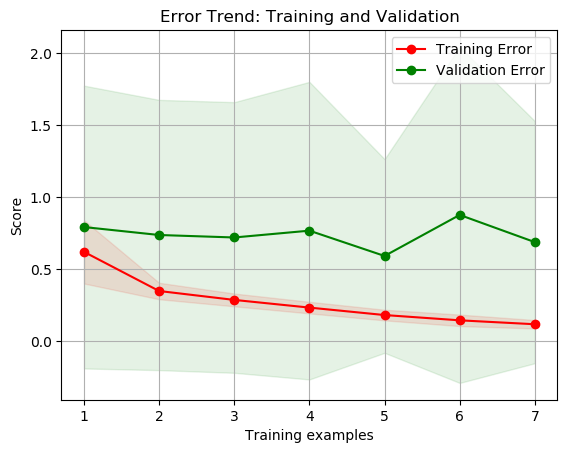 Error Trend: Training and Validation
Training Error
Validation Error
2.0
1.5
1.0
0.5
0.0
Score
1 2 3 4 5 6 7
Training examples